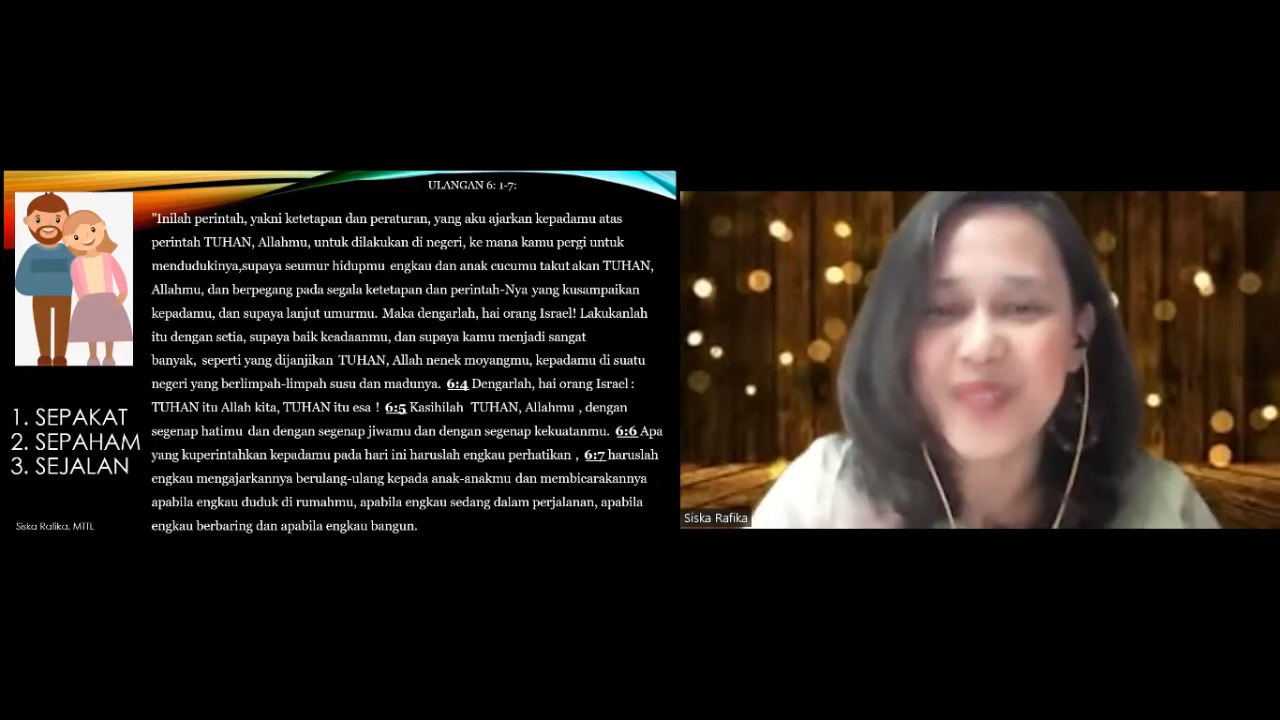 ULANGAN 6: 1-7:
"Inilah perintah, yakni ketetapan dan peraturan, yang aku ajarkan kepadamu atas
perintah TUHAN, Allahmu, untuk dilakukan di negeri, ke mana kamu pergi untuk
mendudukinya,supaya seumur hidupmu engkau dan anak cucumu takut akan TUHAN,
Allahmu, dan berpegang pada segala ketetapan dan perintah-Nya yang kusampaikan
kepadamu, dan supaya lanjut umurmu. Maka dengarlah, hai orang Israel! Lakukanlah
itu dengan setia, supaya baik keadaanmu, dan supaya kamu menjadi sangat
banyak, seperti yang dijanjikan TUHAN, Allah nenek moyangmu, kepadamu di suatu
negeri yang berlimpah-limpah susu dan madunya. 6:4 Dengarlah, hai orang Israel :
TUHAN itu Allah kita, TUHAN itu esa ! 6:5 Kasihilah TUHAN, Allahmu , dengan
segenap hatimu dan dengan segenap jiwamu dan dengan segenap kekuatanmu. 6:6 Apa
yang kuperintahkan kepadamu pada hari ini haruslah engkau perhatikan , 6:7 haruslah
engkau mengajarkannya berulang-ulang kepada anak-anakmu dan membicarakannya
apabila engkau duduk di rumahmu, apabila engkau sedang dalam perjalanan, apabila
engkau berbaring dan apabila engkau bangun.
1. SEPAKAT
2. SEPAHAM
3. SEJALAN
Siska Rafika, MTTL
Siska Rafika